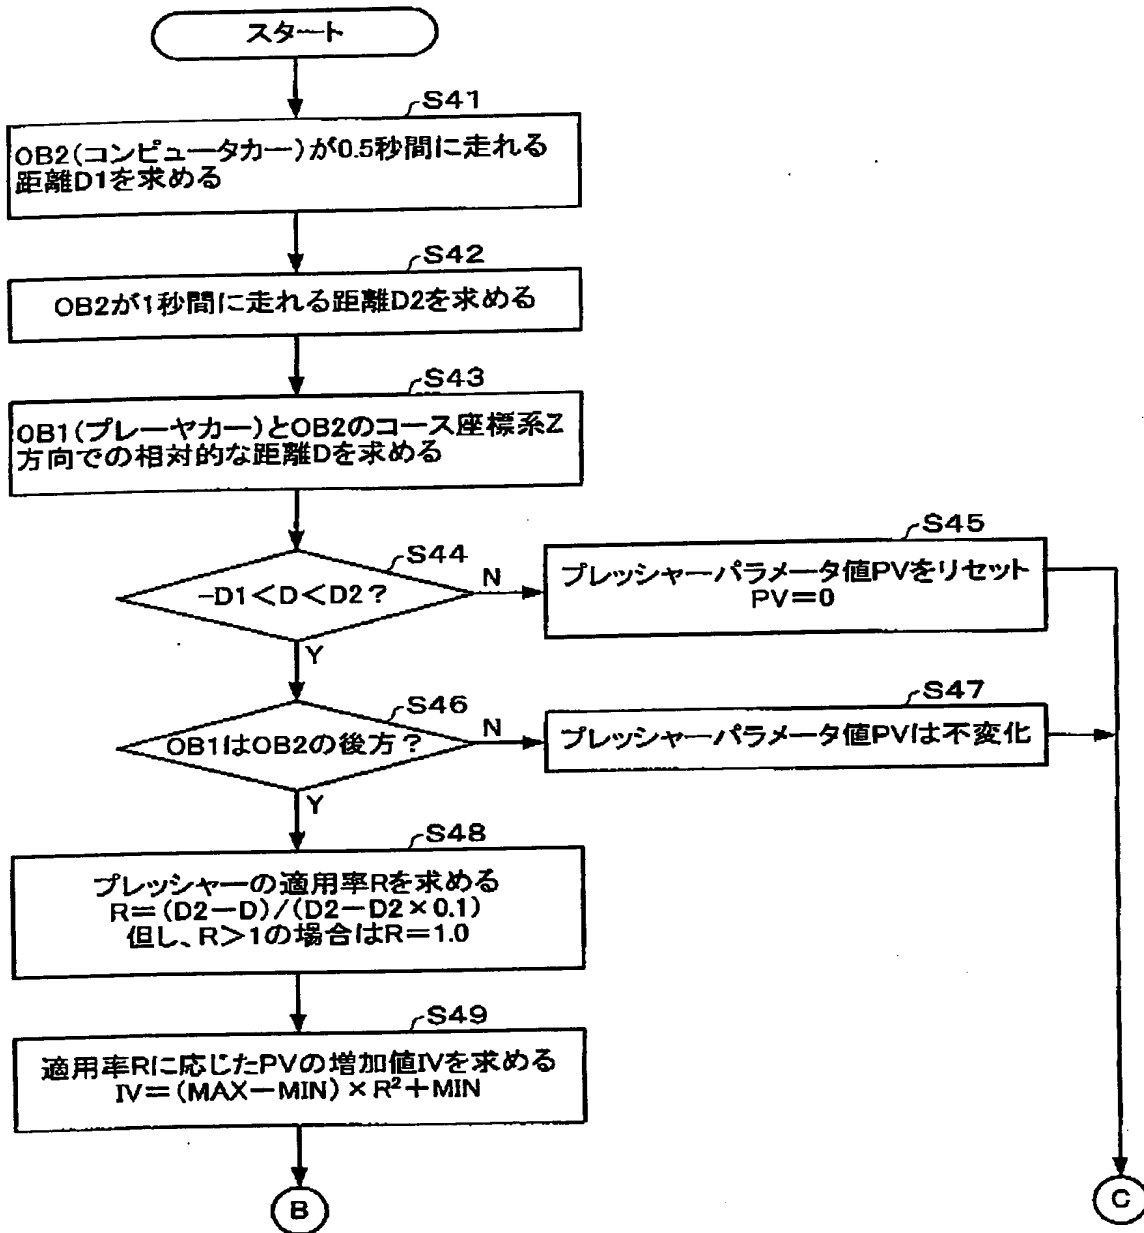 スタート
S41
OB2(コンピュータカー)が0.5秒間に走れる
距離D1を求める
S42
OB2が1秒間に走れる距離D2を求める
S43
OB1(プレーヤカー)とOB2のコース座標系Z
方向での相対的な距離Dを求める
S44
-D1<D<D2?
N
S45
プレッシャーパラメータ値PVをリセット
PV=0
Y
S46
OB1はOB2の後方?
N
S47
プレッシャーパラメータ値PVは不変化
Y
S48
プレッシャーの適用率Rを求める
R=(D2-D)/(D2-D2×0.1)
但し、R>1の場合はR=1.0
S49
適用率Rに応じたPVの増加値IVを求める
IV=(MAX-MIN)×R²+MIN
B
C